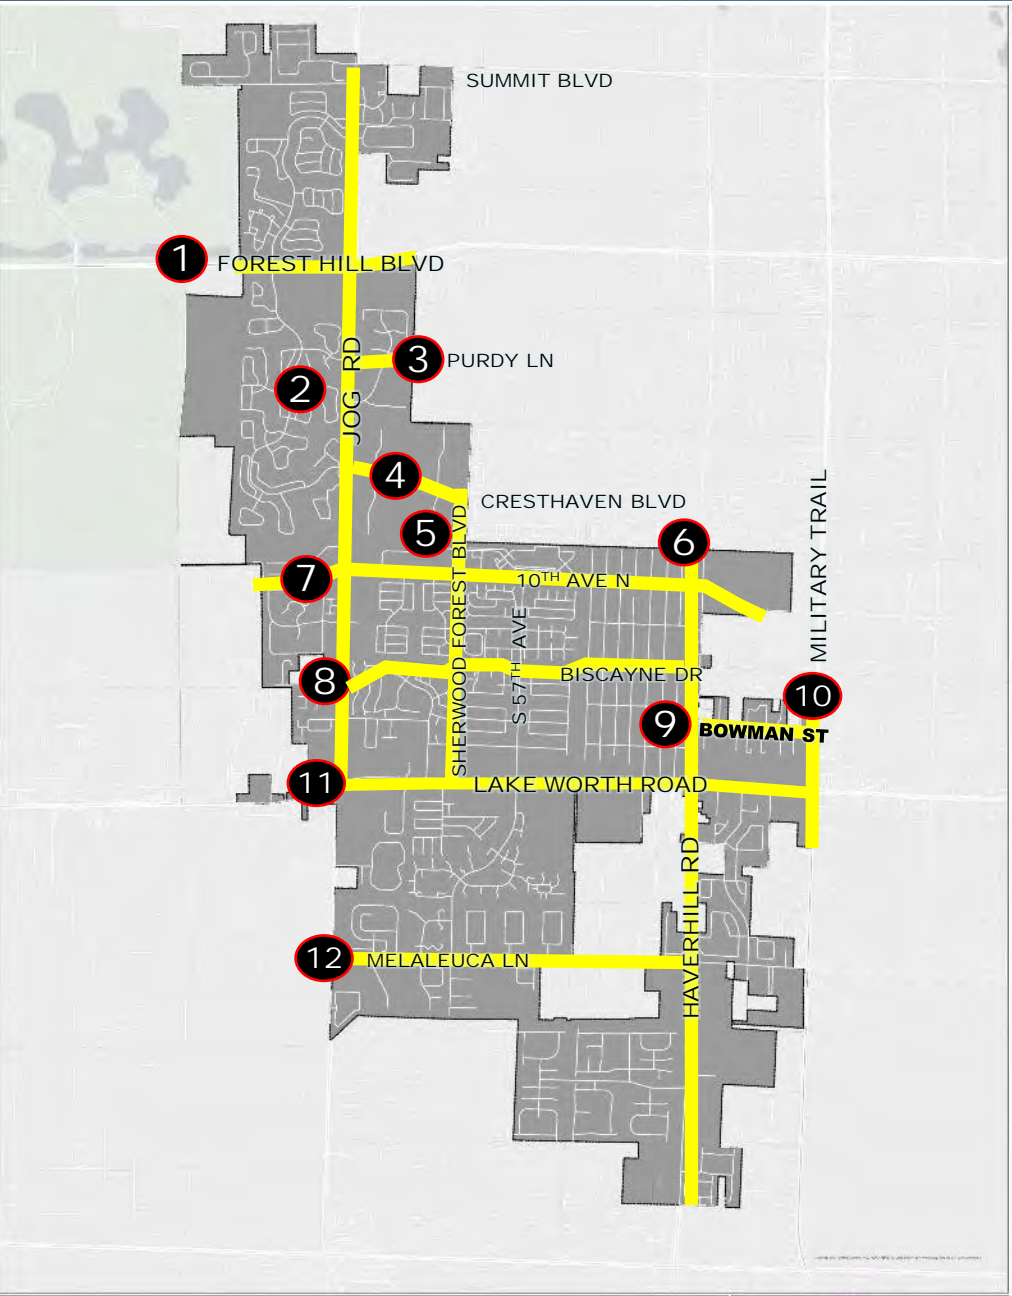 SUMMIT BLVD
1
FOREST HILL BLVD
JOG RD
3
PURDY LN
2
4
CRESTHAVEN BLVD
5
SHERWOOD FOREST BLVD
6
MILITARY TRAIL
7
10TH AVE N
S 57TH AVE
8
BISCAYNE DR
10
9
BOWMAN ST
11
LAKE WORTH ROAD
HAVERHILL RD
12
MELALEUCA LN